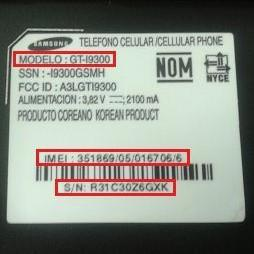 SAMSUNG
TELEFONO CELULAR/CELLULAR PHONE
MODELO : GT-I9300
SSN : -I9300GSMH
FCC ID : A3LGTI9300
ALIMENTACION : 3,82 V ⎓ 2100 mA
PRODUCTO COREANO KOREAN PRODUCT
NOM
NYCE
IMEI : 351869/05/016706/6
S/N: R31C30Z6GXK